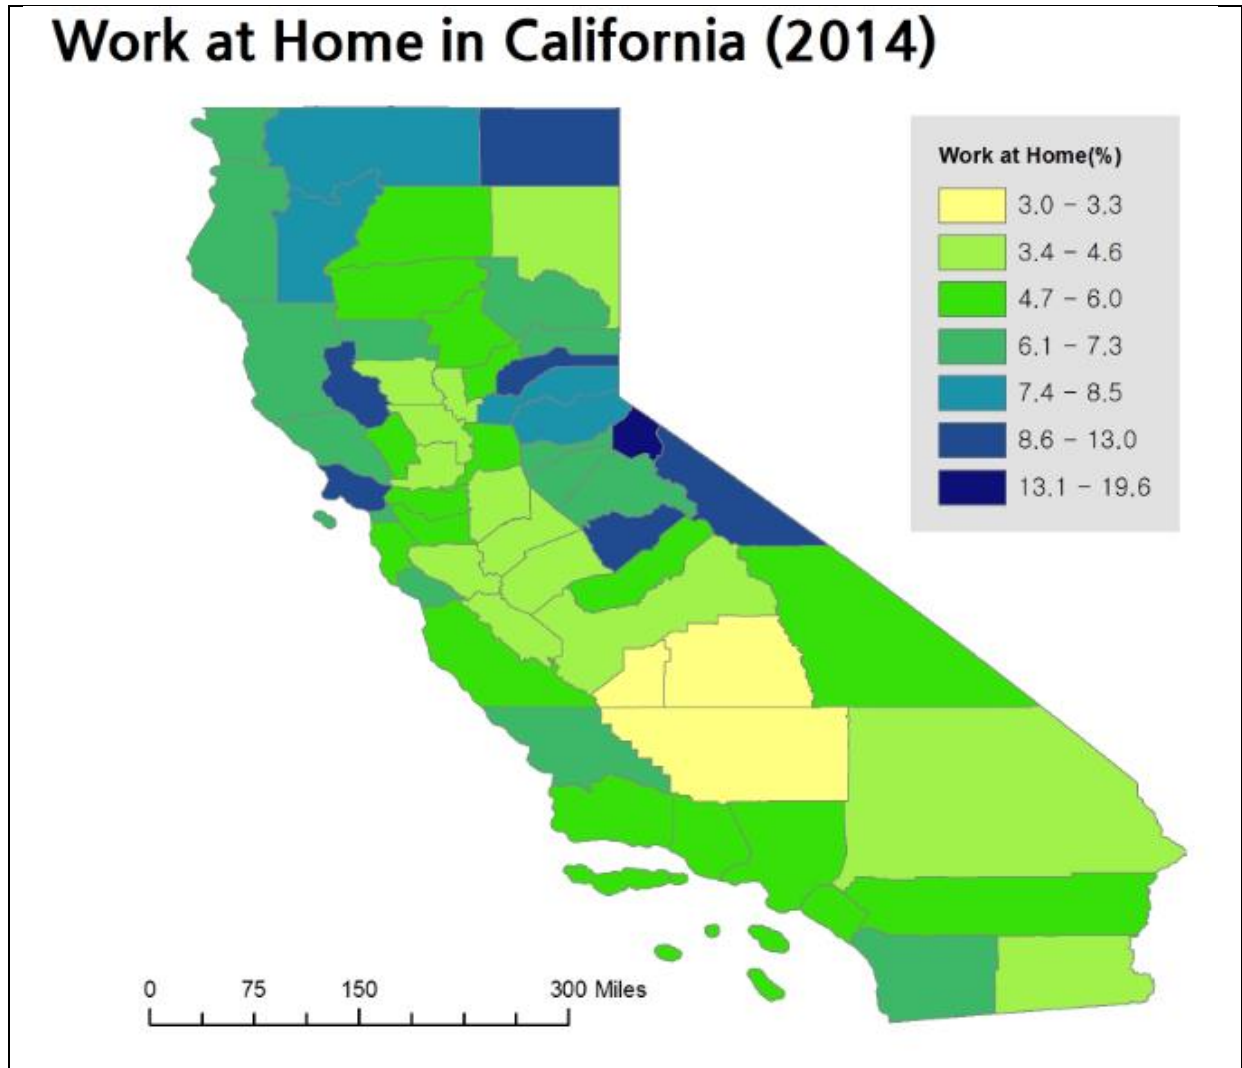 Work at Home in California (2014)
Work at Home(%)
3.0 – 3.3
3.4 – 4.6
4.7 – 6.0
6.1 – 7.3
7.4 – 8.5
8.6 – 13.0
13.1 – 19.6
0 75 150 300 Miles